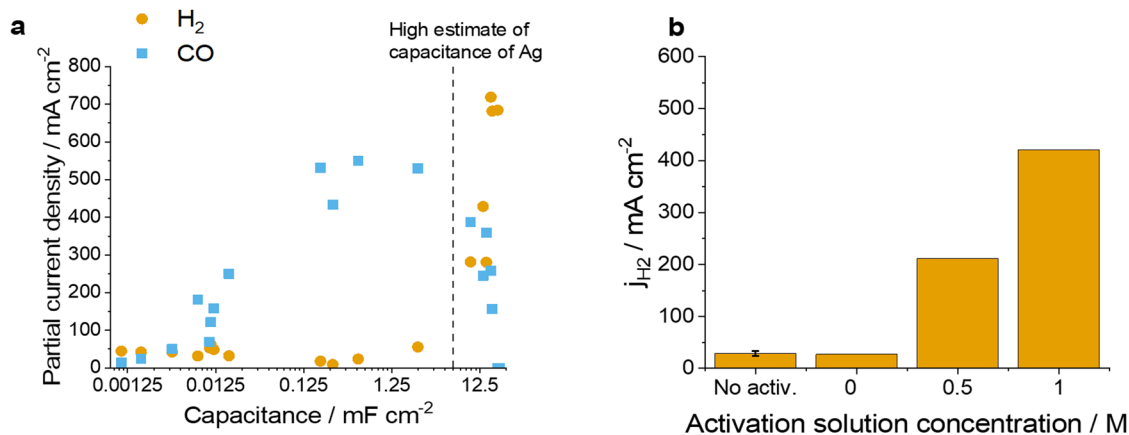 a
H2
CO
High estimate of
capacitance of Ag
Partial current density / mA cm-2
800
700
600
500
400
300
200
100
0
0.00125 0.0125 0.125 1.25 12.5
Capacitance / mF cm-2
b
jH2 / mA cm-2
600
500
400
300
200
100
0
No activ. 0 0.5 1
Activation solution concentration / M